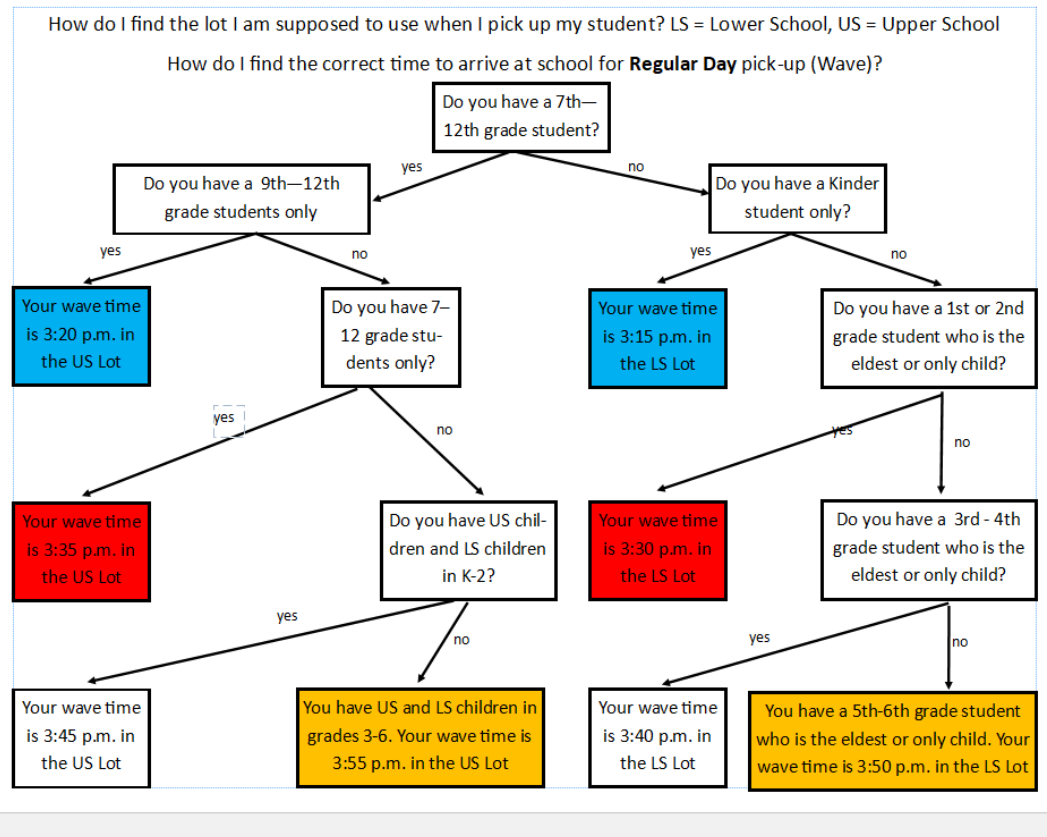 How do I find the lot I am supposed to use when I pick up my student? LS = Lower School, US = Upper School
How do I find the correct time to arrive at school for Regular Day pick-up (Wave)?
Do you have a 7th—
12th grade student?
yes
no
Do you have a  9th—12th
grade students only
Do you have a Kinder
student only?
yes
no
yes
no
Your wave time
is 3:20 p.m. in
the US Lot
Do you have 7–
12 grade stu-
dents only?
Your wave time
is 3:15 p.m. in
the LS Lot
Do you have a 1st or 2nd
grade student who is the
eldest or only child?
yes
no
yes
no
Your wave time
is 3:35 p.m. in
the US Lot
Do you have US chil-
dren and LS children
in K-2?
Your wave time
is 3:30 p.m. in
the LS Lot
Do you have a  3rd - 4th
grade student who is the
eldest or only child?
yes
no
yes
no
Your wave time
is 3:45 p.m. in
the US Lot
You have US and LS children in
grades 3-6. Your wave time is
3:55 p.m. in the US Lot
Your wave time
is 3:40 p.m. in
the LS Lot
You have a 5th-6th grade student
who is the eldest or only child. Your
wave time is 3:50 p.m. in the LS Lot